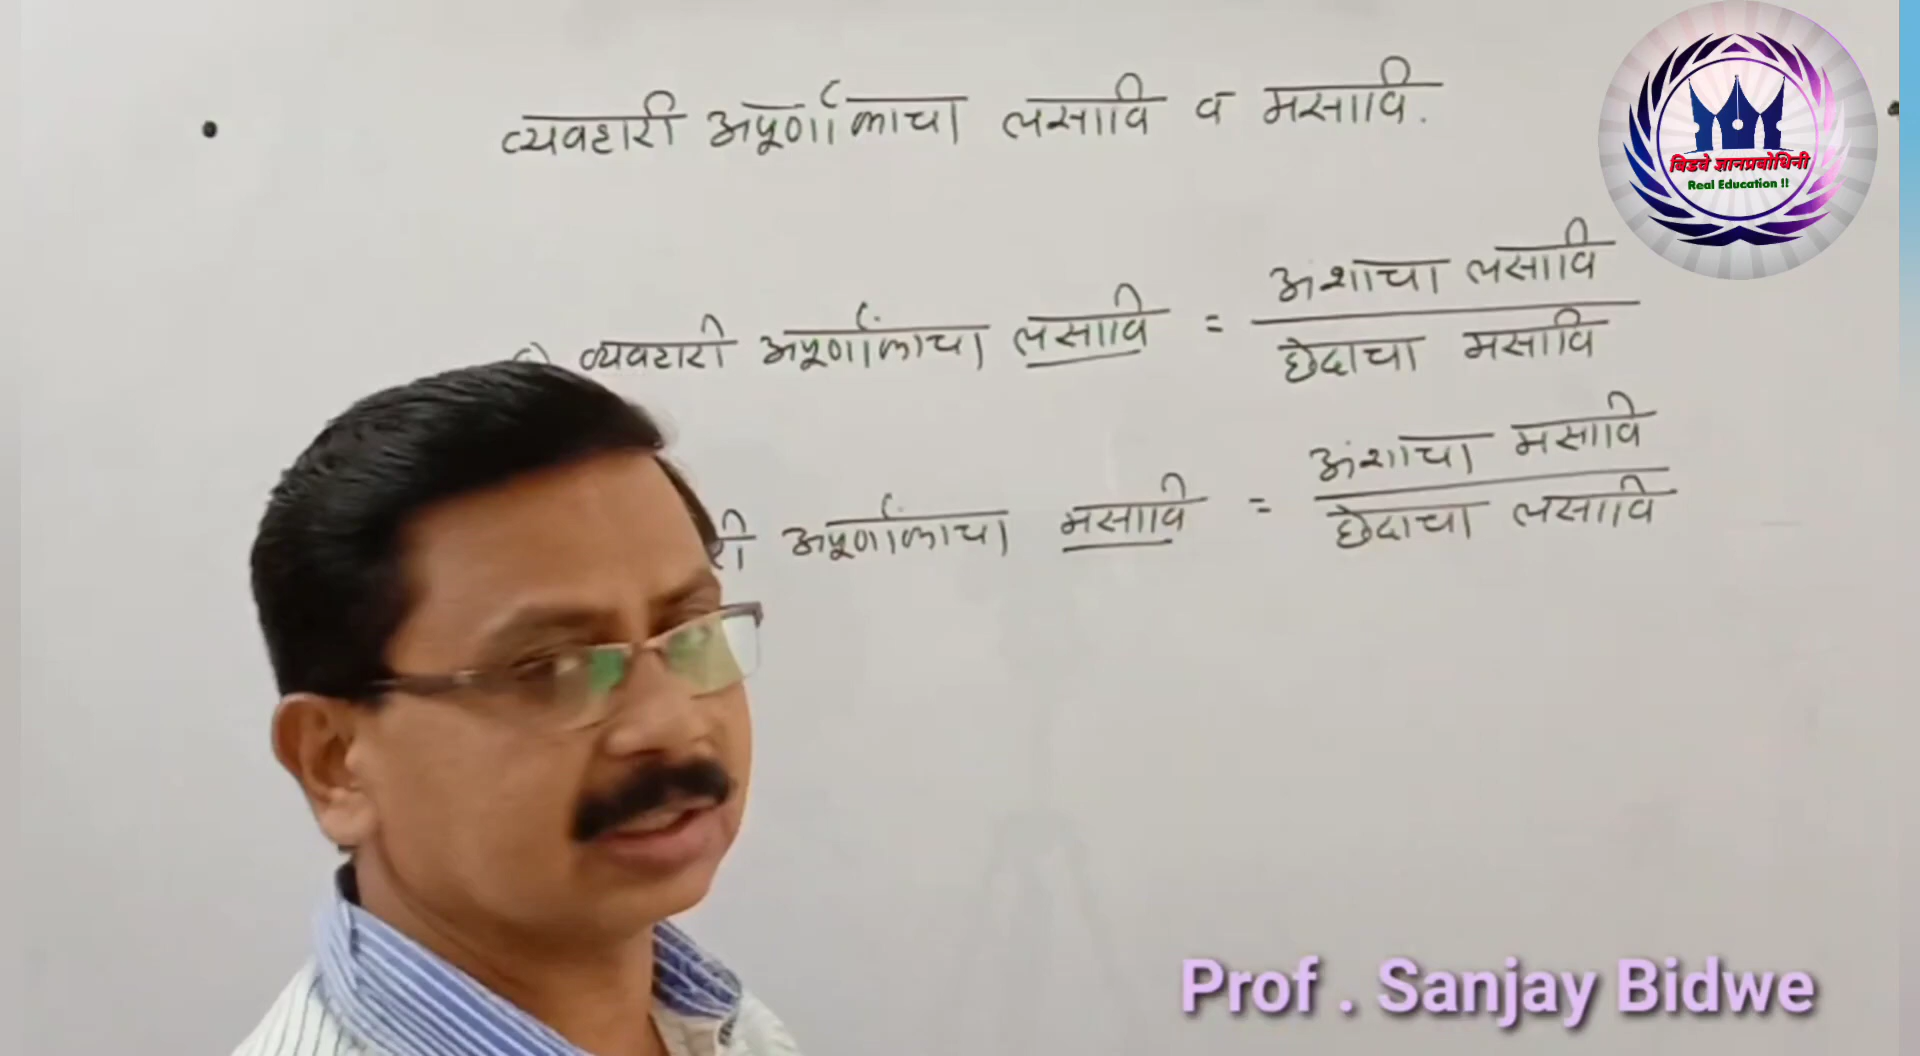 व्यवहारी अपूर्णांकाचा लसावि व मसावि.
बिडवे ज्ञानप्रबोधिनी
Real Education !!
व्यवहारी अपूर्णांकाचा लसावि = अंशाचा लसावि
छेदाचा मसावि
री अपूर्णांकाचा मसावि = अंशाचा मसावि
छेदाचा लसावि
Prof . Sanjay Bidwe